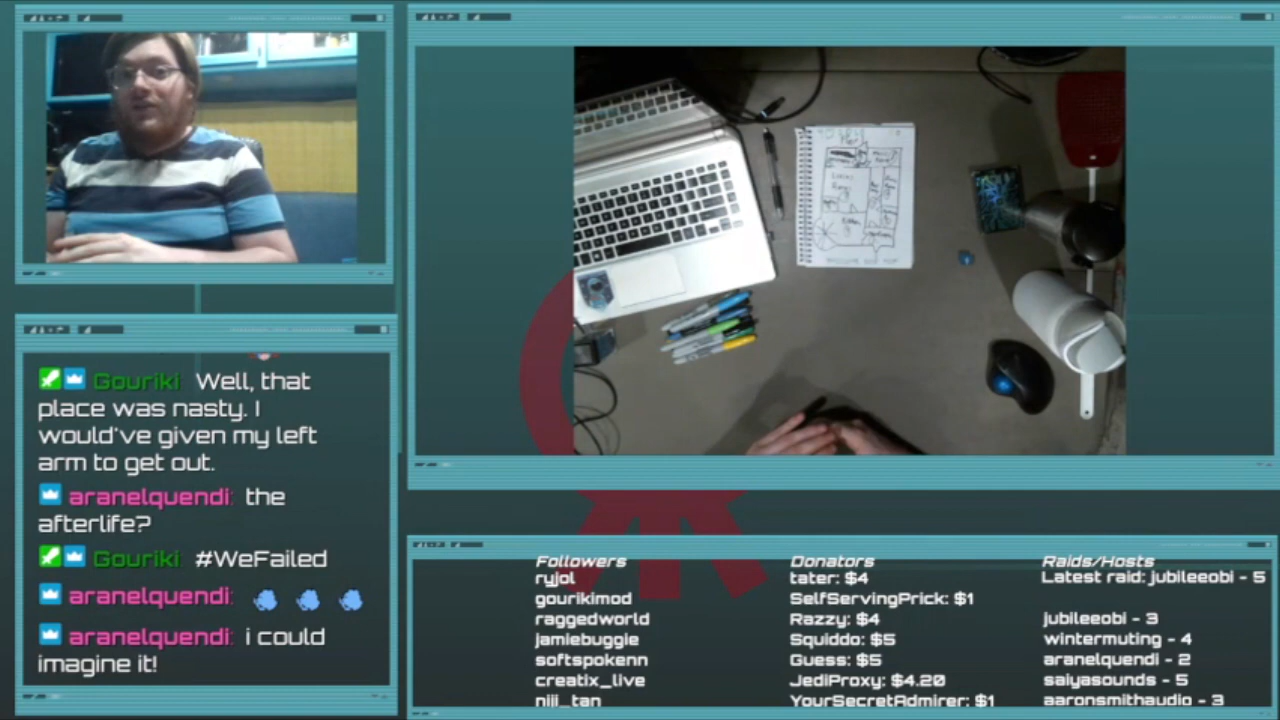 Gouriki: Well, that
place was nasty. I
would've given my left
arm to get out.
aranelquendi: the
afterlife?
Gouriki: #WeFailed
aranelquendi:
aranelquendi: i could
imagine it!
Followers
ryjol
gourikimod
raggedworld
jamiebuggie
softspokenn
creatix_live
niji_tan
Donators
tater: $4
SelfServingPrick: $1
Razzy: $4
Squiddo: $5
Guess: $5
JediProxy: $4.20
YourSecretAdmirer: $1
Raids/Hosts
Latest raid: jubileeobi - 5
jubileeobi - 3
wintermuting - 4
aranelquendi - 2
saiyasounds - 5
aaronsmithaudio - 3